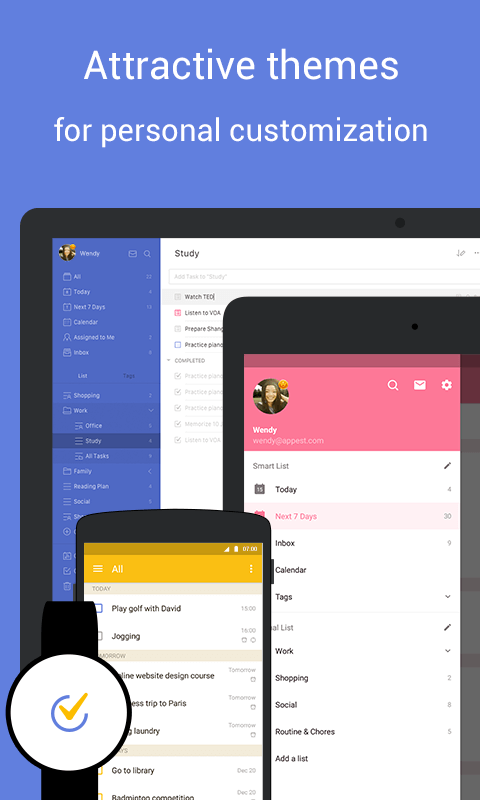 Attractive themes
for personal customization
Wendy
All
Today
Next 7 Days
Calendar
Assigned to Me
Inbox
List Tags
Shopping 2
Work
Office
Study
All Tasks
Family
Reading Plan
Social
Study
Add Task to "Study"
Watch TED
Listen to VOA
Prepare Shang
Practice piano
COMPLETED
Practice piano
Practice piano
Practice piano
Memorize 10
Listen to VOA
Wendy
wendy@appest.com
Smart List
15 Today 4
Next 7 Days 30
Inbox 9
Calendar
Tags
al List
Work
Shopping 2
Social 8
Routine & Chores 5
Add a list
07:00
All
TODAY
Play golf with David 15:00
Jogging 16:00
MORROW
line website design course Tomorrow
ess trip to Paris Tomorrow
g laundry Tomorrow
AYS
Go to library Dec 20
Badminton competition Dec 20